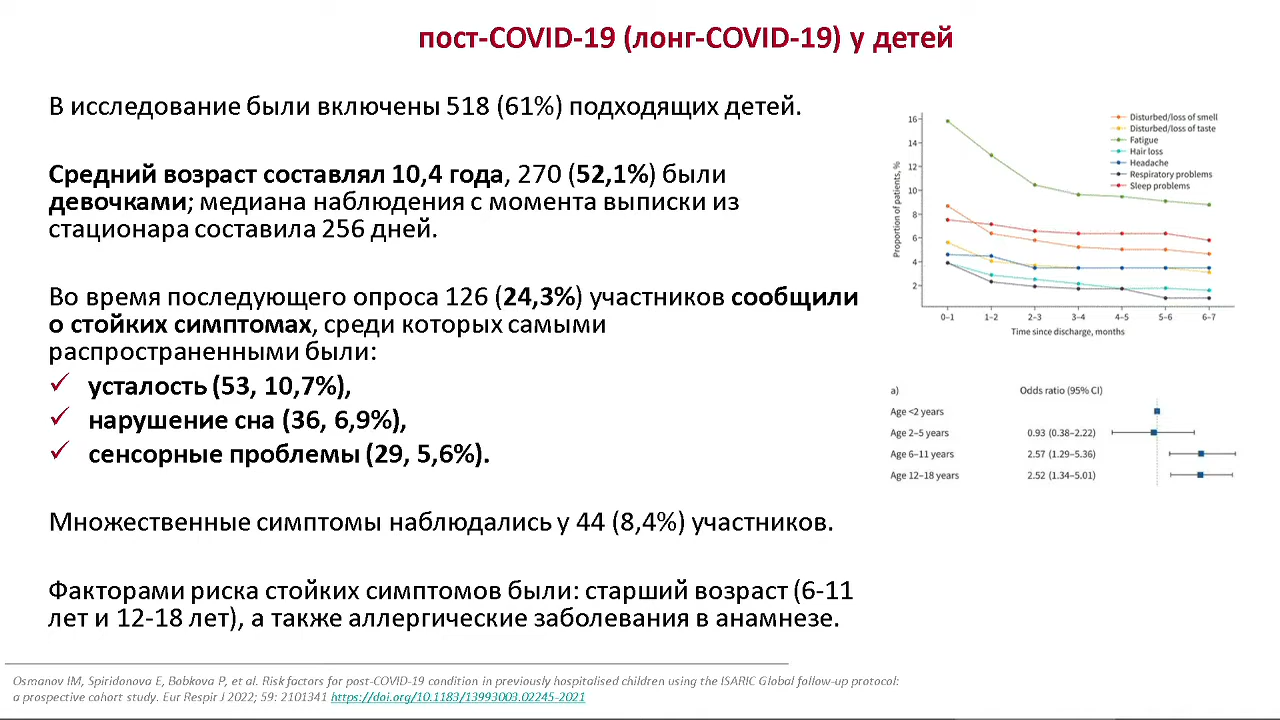 пост-COVID-19 (лонг-COVID-19) у детей
В исследование были включены 518 (61%) подходящих детей.
Средний возраст составлял 10,4 года, 270 (52,1%) были
девочками; медиана наблюдения с момента выписки из
стационара составила 256 дней.
Во время последующего опроса 126 (24,3%) участников сообщили
о стойких симптомах, среди которых самыми
распространенными были:
✓ усталость (53, 10,7%),
✓ нарушение сна (36, 6,9%),
✓ сенсорные проблемы (29, 5,6%).
Множественные симптомы наблюдались у 44 (8,4%) участников.
Факторами риска стойких симптомов были: старший возраст (6-11
лет и 12-18 лет), а также аллергические заболевания в анамнезе.
Proportion of patients, %
16
14
12
10
8
6
4
2
Disturbed/loss of smell
Disturbed/loss of taste
Fatigue
Hair loss
Headache
Respiratory problems
Sleep problems
0–1 1–2 2–3 3–4 4–5 5–6 6–7
Time since discharge, months
a) Odds ratio (95% CI)
Age <2 years
Age 2–5 years 0.93 (0.38–2.22)
Age 6–11 years 2.57 (1.29–5.36)
Age 12–18 years 2.52 (1.34–5.01)
Osmanov IM, Spiridonova E, Bobkova P, et al. Risk factors for post-COVID-19 condition in previously hospitalised children using the ISARIC Global follow-up protocol:
a prospective cohort study. Eur Respir J 2022; 59: 2101341 https://doi.org/10.1183/13993003.02245-2021